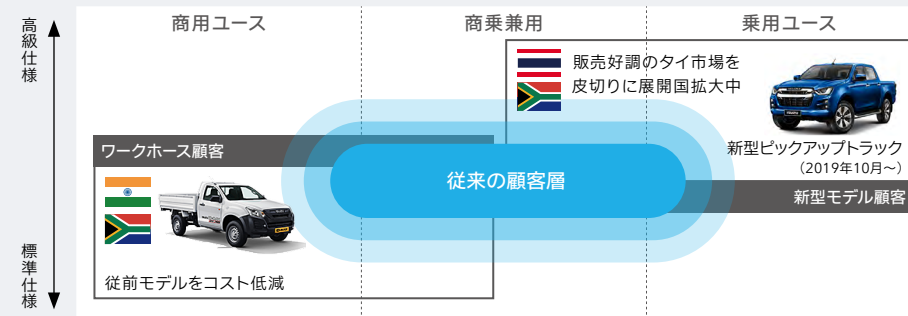 商用ユース
商乗兼用
乗用ユース
高級仕様
標準仕様
販売好調のタイ市場を
皮切りに展開国拡大中
新型ピックアップトラック
（2019年10月～）
新型モデル顧客
ワークホース顧客
従来の顧客層
従前モデルをコスト低減